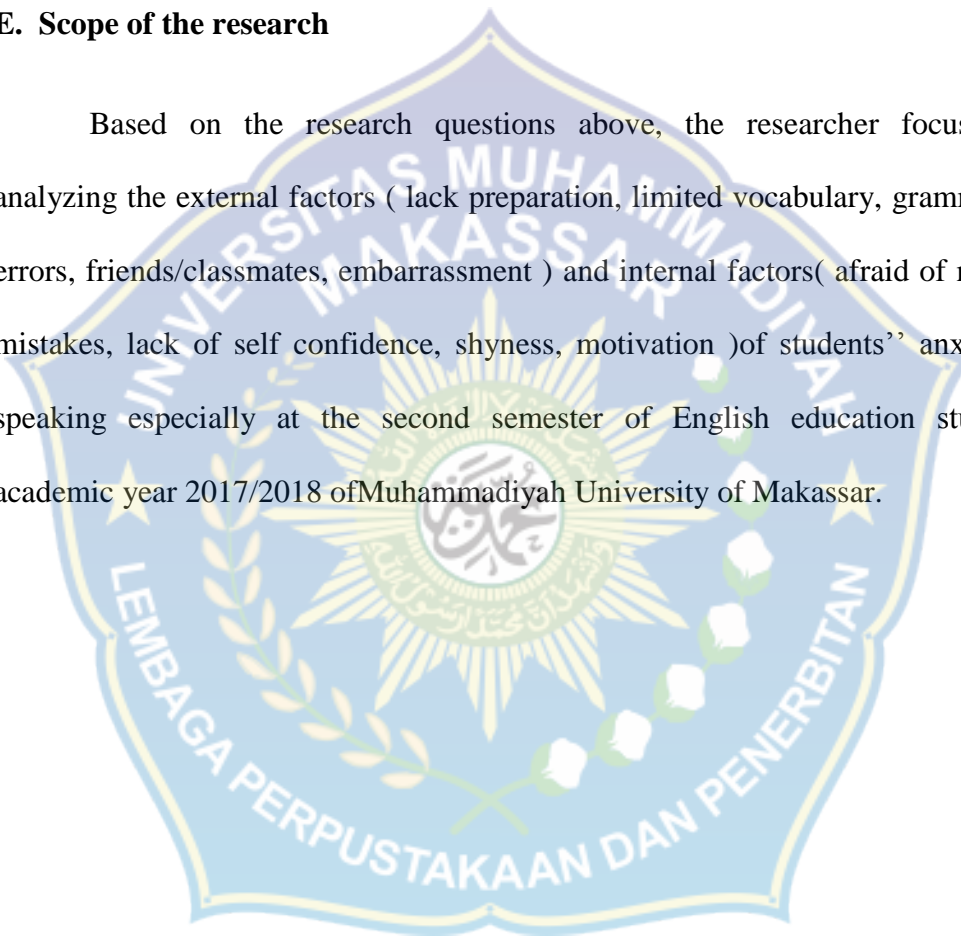 E. Scope of the research
Based on the research questions above, the researcher focus
analyzing the external factors ( lack preparation, limited vocabulary, gramm
errors, friends/classmates, embarrassment ) and internal factors( afraid of m
mistakes, lack of self confidence, shyness, motivation )of students’’ anx
speaking especially at the second semester of English education stu
academic year 2017/2018 ofMuhammadiyah University of Makassar.
UNIVERSITAS MUHAMMADIYAH
MAKASSAR
LEMBAGA PERPUSTAKAAN DAN PENERBITAN